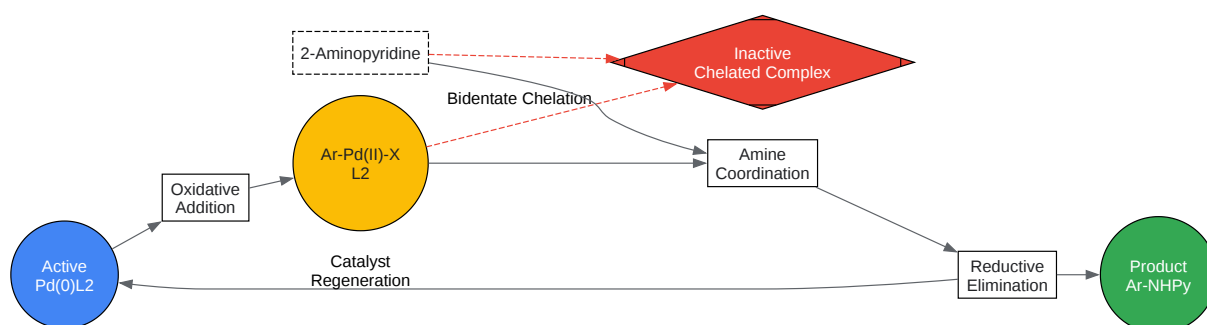 2-Aminopyridine
Inactive
Chelated Complex
Bidentate Chelation
Ar-Pd(II)-X
L2
Amine
Coordination
Oxidative
Addition
Active
Pd(0)L2
Catalyst
Regeneration
Reductive
Elimination
Product
Ar-NHPy